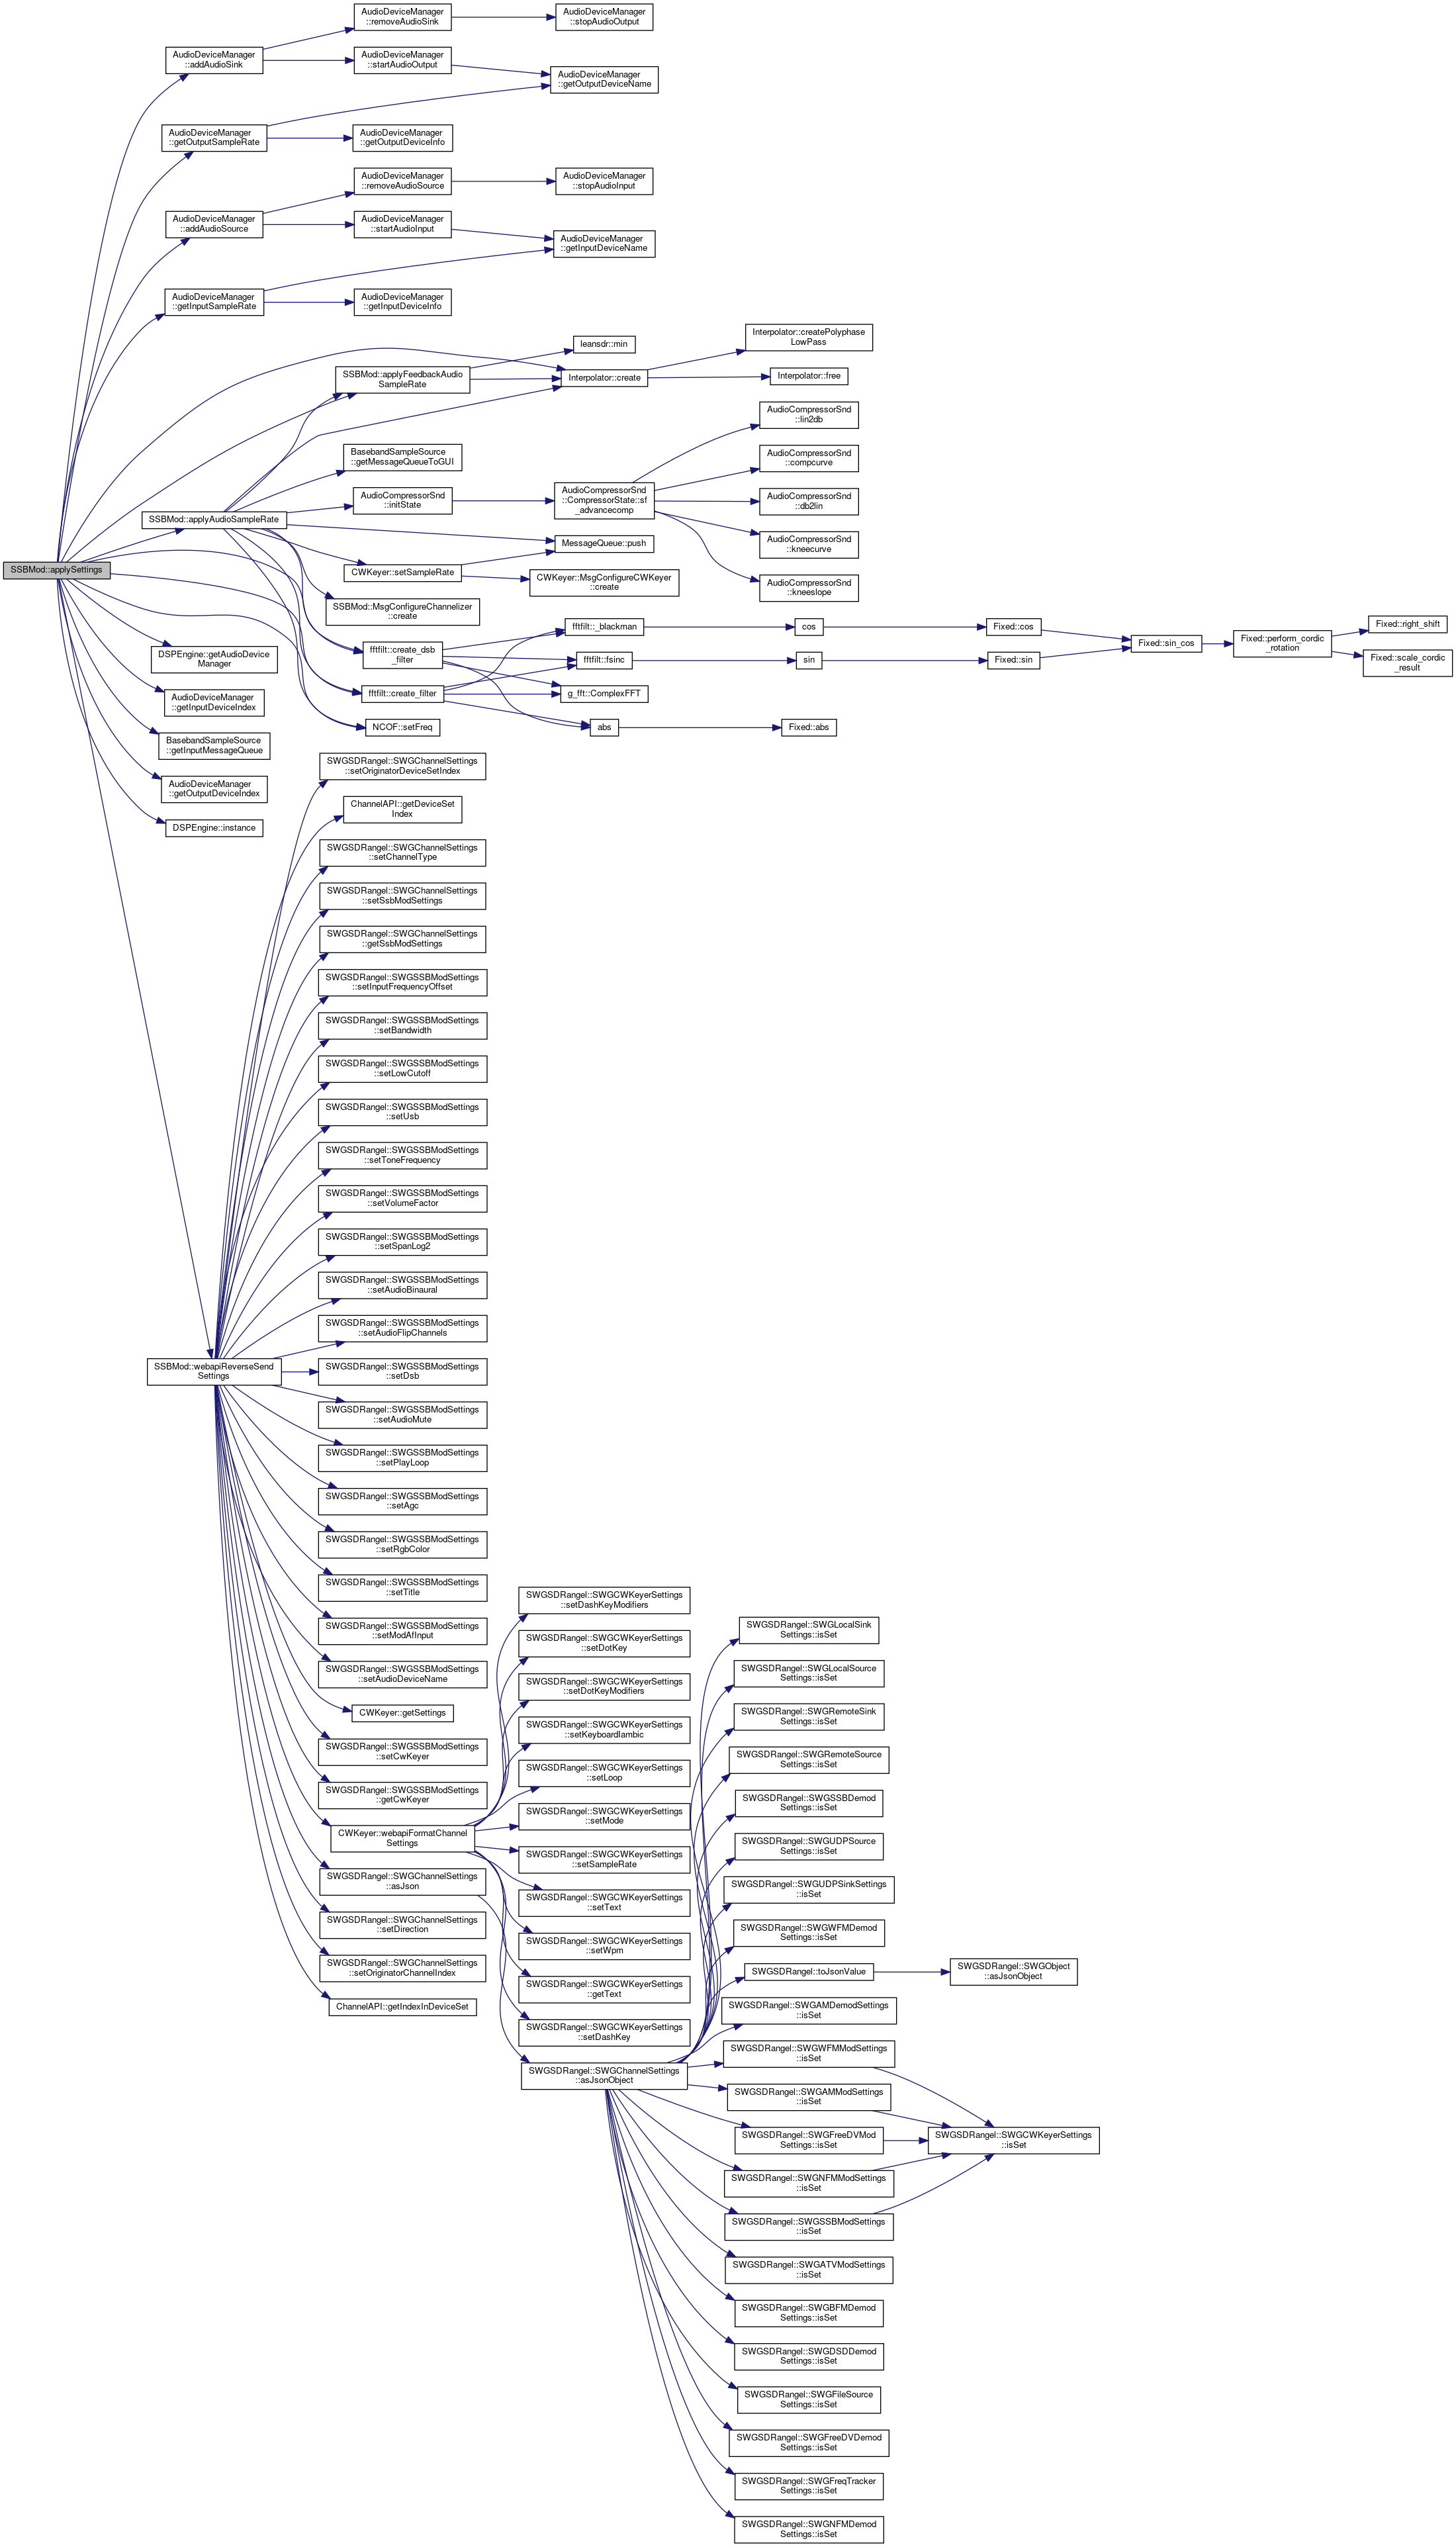 AudioDeviceManager
::removeAudioSink
AudioDeviceManager
::stopAudioOutput
AudioDeviceManager
::addAudioSink
AudioDeviceManager
::startAudioOutput
AudioDeviceManager
::getOutputDeviceName
AudioDeviceManager
::getOutputSampleRate
AudioDeviceManager
::getOutputDeviceInfo
AudioDeviceManager
::removeAudioSource
AudioDeviceManager
::stopAudioInput
AudioDeviceManager
::addAudioSource
AudioDeviceManager
::startAudioInput
AudioDeviceManager
::getInputDeviceName
AudioDeviceManager
::getInputSampleRate
AudioDeviceManager
::getInputDeviceInfo
leansdr::min
Interpolator::createPolyphase
LowPass
SSBMod::applyFeedbackAudio
SampleRate
Interpolator::create
Interpolator::free
AudioCompressorSnd
::lin2db
BasebandSampleSource
::getMessageQueueToGUI
AudioCompressorSnd
::compcurve
AudioCompressorSnd
::initState
AudioCompressorSnd
::CompressorState::sf
_advancecomp
AudioCompressorSnd
::db2lin
SSBMod::applyAudioSampleRate
MessageQueue::push
AudioCompressorSnd
::kneecurve
SSBMod::applySettings
CWKeyer::setSampleRate
CWKeyer::MsgConfigureCWKeyer
::create
AudioCompressorSnd
::kneeslope
SSBMod::MsgConfigureChannelizer
::create
fftfilt::_blackman
cos
Fixed::cos
Fixed::right_shift
fftfilt::create_dsb
_filter
Fixed::sin_cos
Fixed::perform_cordic
_rotation
DSPEngine::getAudioDevice
Manager
fftfilt::fsinc
sin
Fixed::sin
Fixed::scale_cordic
_result
AudioDeviceManager
::getInputDeviceIndex
fftfilt::create_filter
g_fft::ComplexFFT
NCOF::setFreq
abs
Fixed::abs
BasebandSampleSource
::getInputMessageQueue
AudioDeviceManager
::getOutputDeviceIndex
DSPEngine::instance
SWGSDRangel::SWGChannelSettings
::setOriginatorDeviceSetIndex
ChannelAPI::getDeviceSet
Index
SWGSDRangel::SWGChannelSettings
::setChannelType
SWGSDRangel::SWGChannelSettings
::setSsbModSettings
SWGSDRangel::SWGChannelSettings
::getSsbModSettings
SWGSDRangel::SWGSSBModSettings
::setInputFrequencyOffset
SWGSDRangel::SWGSSBModSettings
::setBandwidth
SWGSDRangel::SWGSSBModSettings
::setLowCutoff
SWGSDRangel::SWGSSBModSettings
::setUsb
SWGSDRangel::SWGSSBModSettings
::setToneFrequency
SWGSDRangel::SWGSSBModSettings
::setVolumeFactor
SWGSDRangel::SWGSSBModSettings
::setSpanLog2
SWGSDRangel::SWGSSBModSettings
::setAudioBinaural
SWGSDRangel::SWGSSBModSettings
::setAudioFlipChannels
SSBMod::webapiReverseSend
Settings
SWGSDRangel::SWGSSBModSettings
::setDsb
SWGSDRangel::SWGSSBModSettings
::setAudioMute
SWGSDRangel::SWGSSBModSettings
::setPlayLoop
SWGSDRangel::SWGSSBModSettings
::setAgc
SWGSDRangel::SWGSSBModSettings
::setRgbColor
SWGSDRangel::SWGSSBModSettings
::setTitle
SWGSDRangel::SWGSSBModSettings
::setModAfInput
SWGSDRangel::SWGSSBModSettings
::setAudioDeviceName
CWKeyer::getSettings
SWGSDRangel::SWGSSBModSettings
::setCwKeyer
SWGSDRangel::SWGSSBModSettings
::getCwKeyer
CWKeyer::webapiFormatChannel
Settings
SWGSDRangel::SWGChannelSettings
::asJson
SWGSDRangel::SWGChannelSettings
::setDirection
SWGSDRangel::SWGChannelSettings
::setOriginatorChannelIndex
ChannelAPI::getIndexInDeviceSet
SWGSDRangel::SWGCWKeyerSettings
::setDashKeyModifiers
SWGSDRangel::SWGCWKeyerSettings
::setDotKey
SWGSDRangel::SWGCWKeyerSettings
::setDotKeyModifiers
SWGSDRangel::SWGCWKeyerSettings
::setKeyboardIambic
SWGSDRangel::SWGCWKeyerSettings
::setLoop
SWGSDRangel::SWGCWKeyerSettings
::setMode
SWGSDRangel::SWGCWKeyerSettings
::setSampleRate
SWGSDRangel::SWGCWKeyerSettings
::setText
SWGSDRangel::SWGCWKeyerSettings
::setWpm
SWGSDRangel::SWGCWKeyerSettings
::getText
SWGSDRangel::SWGCWKeyerSettings
::setDashKey
SWGSDRangel::SWGChannelSettings
::asJsonObject
SWGSDRangel::SWGLocalSink
Settings::isSet
SWGSDRangel::SWGLocalSource
Settings::isSet
SWGSDRangel::SWGRemoteSink
Settings::isSet
SWGSDRangel::SWGRemoteSource
Settings::isSet
SWGSDRangel::SWGSSBDemod
Settings::isSet
SWGSDRangel::SWGUDPSource
Settings::isSet
SWGSDRangel::SWGUDPSinkSettings
::isSet
SWGSDRangel::SWGWFMDemod
Settings::isSet
SWGSDRangel::toJsonValue
SWGSDRangel::SWGObject
::asJsonObject
SWGSDRangel::SWGAMDemodSettings
::isSet
SWGSDRangel::SWGWFMModSettings
::isSet
SWGSDRangel::SWGAMModSettings
::isSet
SWGSDRangel::SWGFreeDVMod
Settings::isSet
SWGSDRangel::SWGCWKeyerSettings
::isSet
SWGSDRangel::SWGNFMModSettings
::isSet
SWGSDRangel::SWGSSBModSettings
::isSet
SWGSDRangel::SWGATVModSettings
::isSet
SWGSDRangel::SWGBFMDemod
Settings::isSet
SWGSDRangel::SWGDSDDemod
Settings::isSet
SWGSDRangel::SWGFileSource
Settings::isSet
SWGSDRangel::SWGFreeDVDemod
Settings::isSet
SWGSDRangel::SWGFreqTracker
Settings::isSet
SWGSDRangel::SWGNFMDemod
Settings::isSet